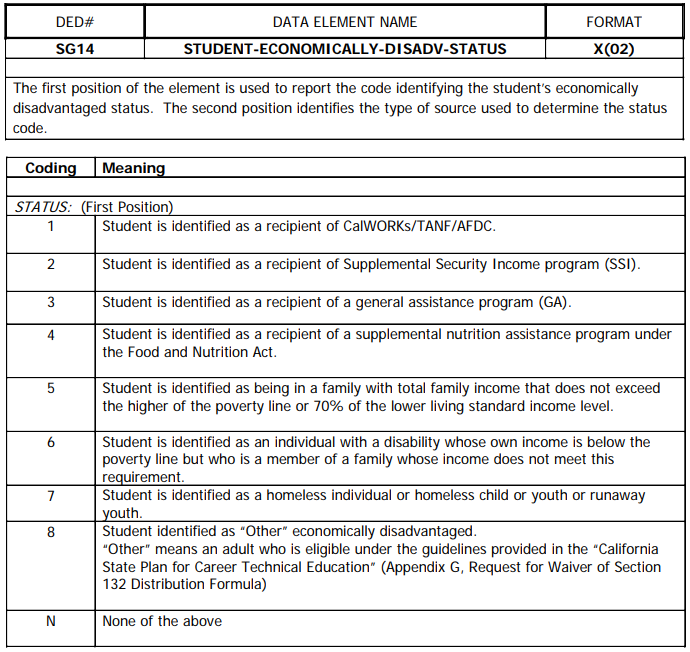 DED# DATA ELEMENT NAME FORMAT
SG14 STUDENT-ECONOMICALLY-DISADV-STATUS X(02)
The first position of the element is used to report the code identifying the student's economically
disadvantaged status. The second position identifies the type of source used to determine the status
code.
Coding Meaning
STATUS: (First Position)
1 Student is identified as a recipient of CalWORKs/TANF/AFDC.
2 Student is identified as a recipient of Supplemental Security Income program (SSI).
3 Student is identified as a recipient of a general assistance program (GA).
4 Student is identified as a recipient of a supplemental nutrition assistance program under
the Food and Nutrition Act.
5 Student is identified as being in a family with total family income that does not exceed
the higher of the poverty line or 70% of the lower living standard income level.
6 Student is identified as an individual with a disability whose own income is below the
poverty line but who is a member of a family whose income does not meet this
requirement.
7 Student is identified as a homeless individual or homeless child or youth or runaway
youth.
8 Student identified as "Other" economically disadvantaged.
"Other" means an adult who is eligible under the guidelines provided in the "California
State Plan for Career Technical Education" (Appendix G, Request for Waiver of Section
132 Distribution Formula)
N None of the above